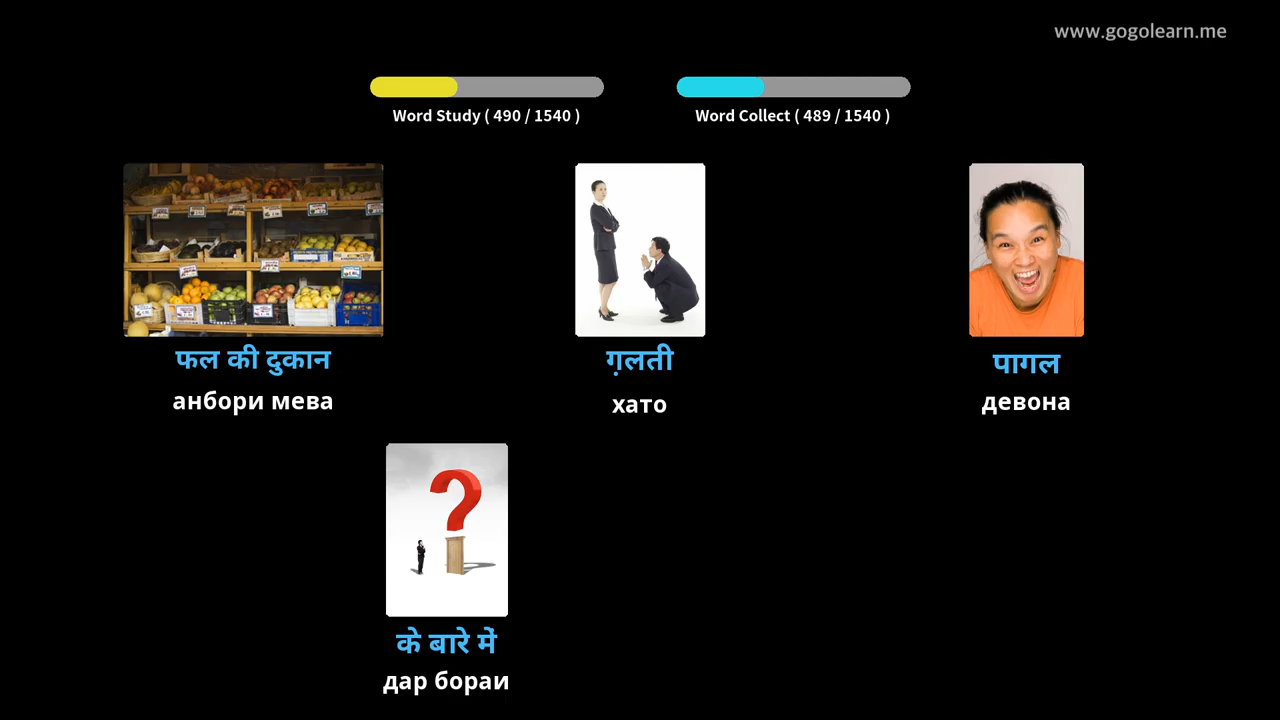 www.gogolearn.me
Word Study ( 490 / 1540 )
Word Collect ( 489 / 1540 )
फल की दुकान
анбори мева
ग़लती
хато
पागल
девона
के बारे में
дар бораи